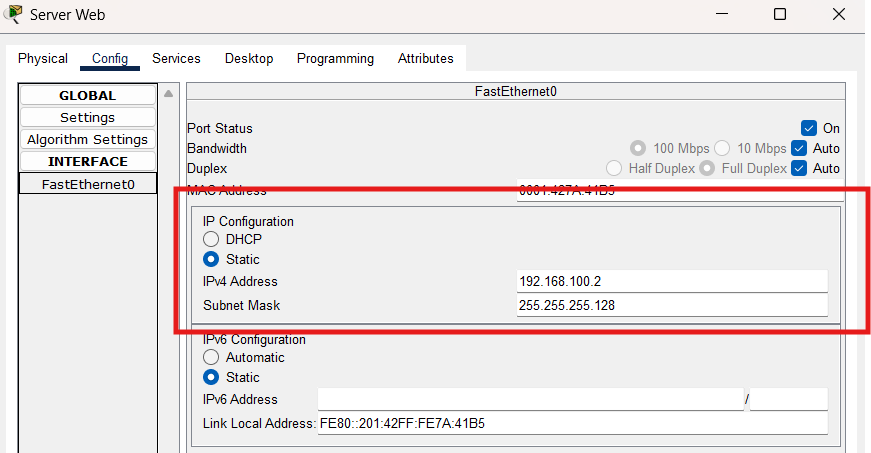 Server Web
Physical Config Services Desktop Programming Attributes
GLOBAL
Settings
Algorithm Settings
INTERFACE
FastEthernet0
FastEthernet0
Port Status On
Bandwidth 100 Mbps 10 Mbps Auto
Duplex Half Duplex Full Duplex Auto
MAC Address 0001.427A.41B5
IP Configuration
DHCP
Static
IPv4 Address 192.168.100.2
Subnet Mask 255.255.255.128
IPv6 Configuration
Automatic
Static
IPv6 Address /
Link Local Address: FE80::201:42FF:FE7A:41B5